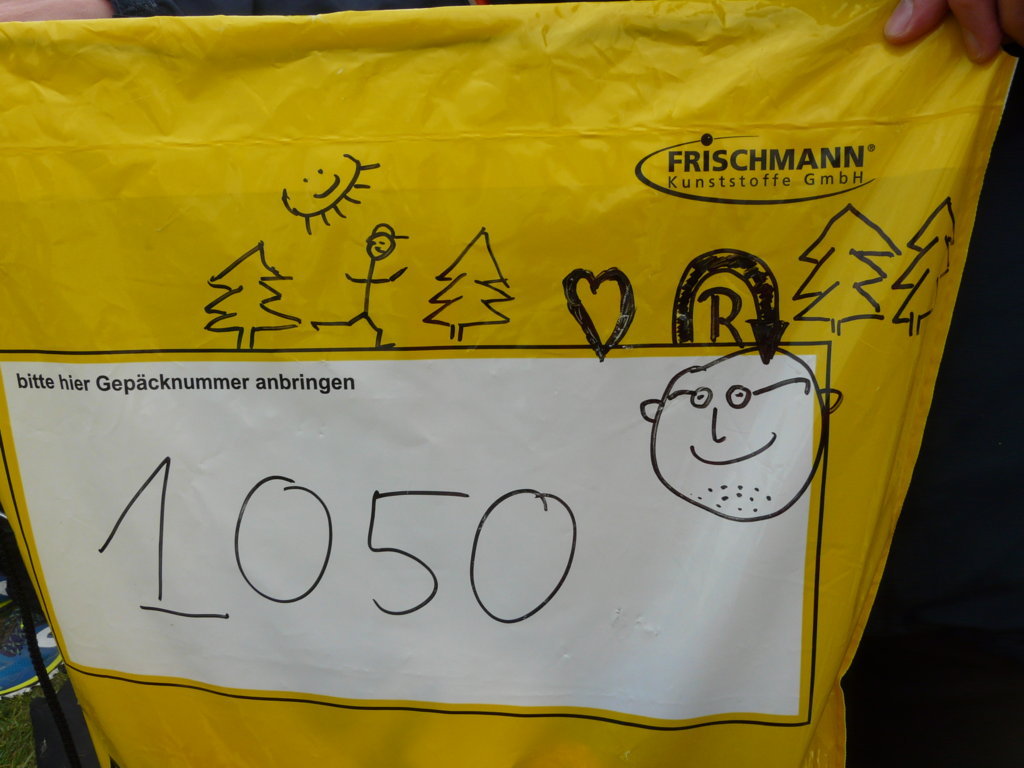 FRISCHMANN®
Kunststoffe GmbH
R
bitte hier Gepäcknummer anbringen
1050